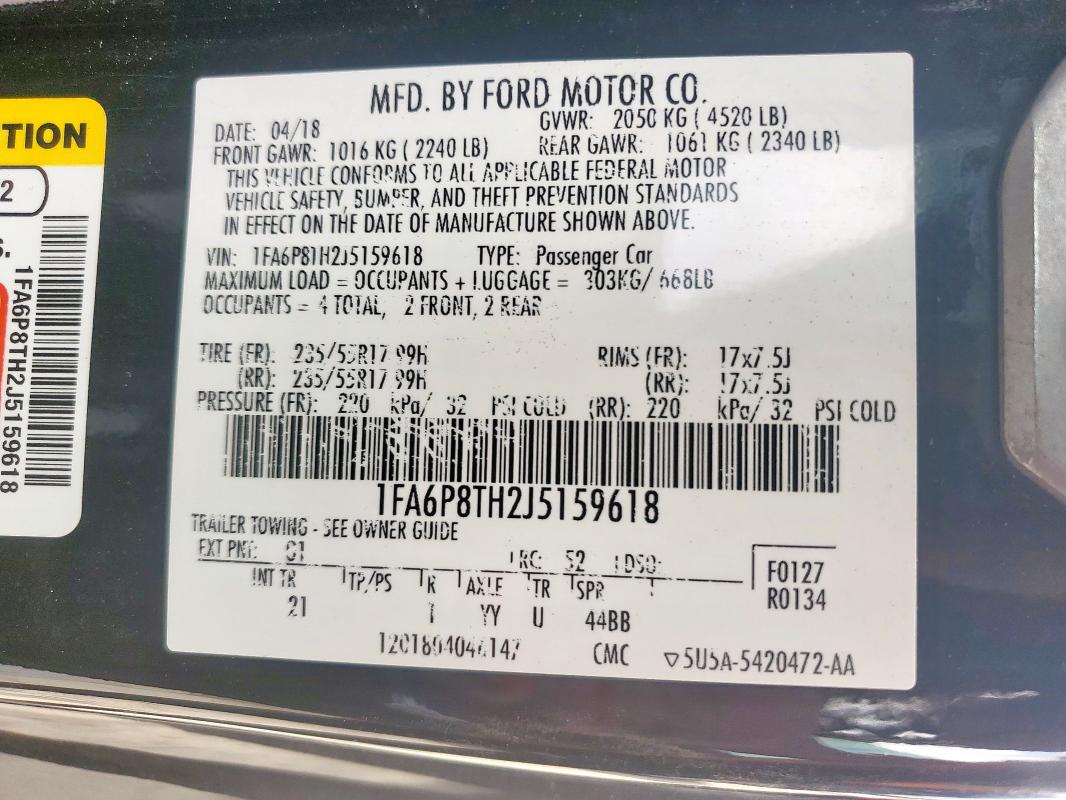 MFD. BY FORD MOTOR CO.
DATE: 04/18 GVWR: 2050 KG ( 4520 LB)
FRONT GAWR: 1016 KG ( 2240 LB) REAR GAWR: 1061 KG ( 2340 LB)
THIS VEHICLE CONFORMS TO ALL APPLICABLE FEDERAL MOTOR
VEHICLE SAFETY, BUMPER, AND THEFT PREVENTION STANDARDS
IN EFFECT ON THE DATE OF MANUFACTURE SHOWN ABOVE.
VIN: 1FA6P8TH2J5159618 TYPE: Passenger Car
MAXIMUM LOAD = OCCUPANTS + LUGGAGE = 303KG/ 668LB
OCCUPANTS = 4 TOTAL, 2 FRONT, 2 REAR
TIRE (FR): 235/55R17 99H RIMS (FR): 17x7.5J
(RR): 235/55R17 99H (RR): 17x7.5J
PRESSURE (FR): 220 kPa/ 32 PSI COLD (RR): 220 kPa/ 32 PSI COLD
1FA6P8TH2J5159618
TRAILER TOWING - SEE OWNER GUIDE
EXT PNT: G1 RC: 52 DSO:
F0127
R0134
INT TR TP/PS R AXLE TR SPR
21 1 YY U 44BB
CMC ▽5U5A-5420472-AA
TION
2
S.
1FA6P8TH2J5159618